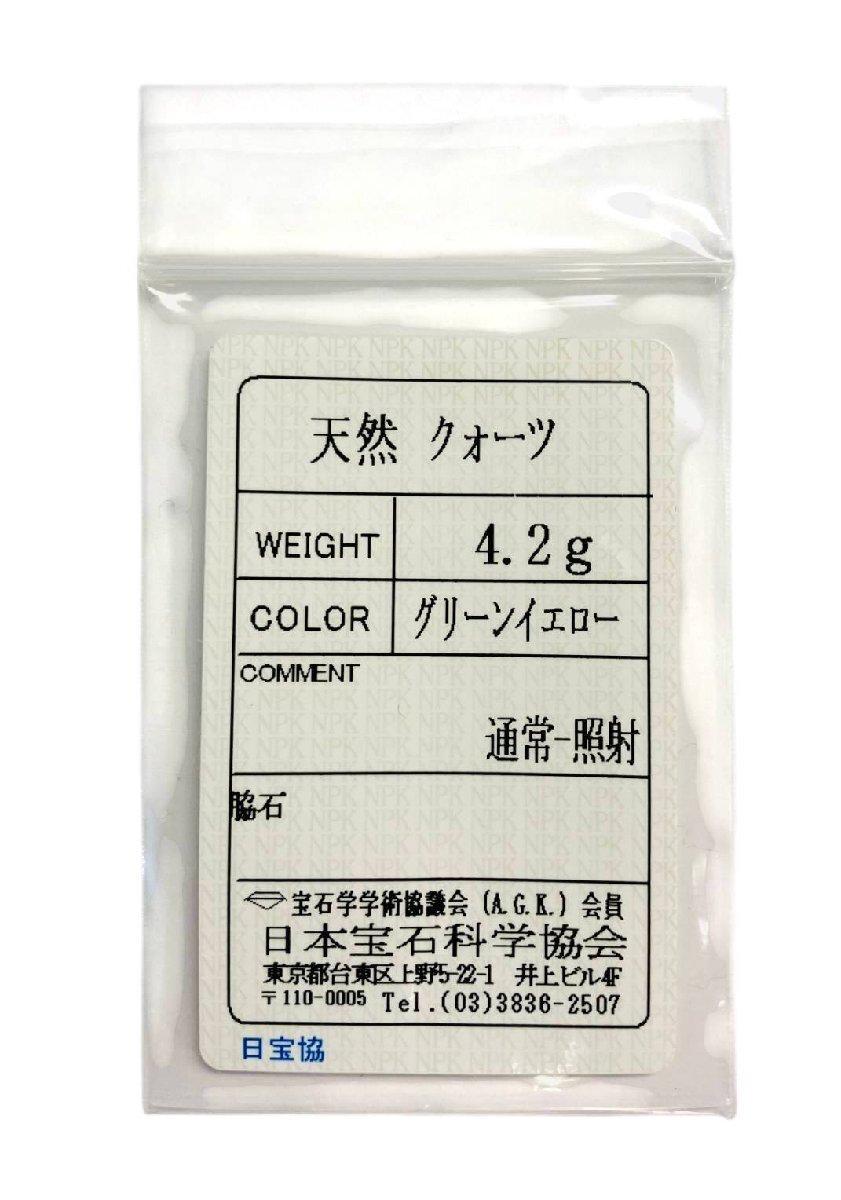 天然 クォーツ
WEIGHT 4.2g
COLOR グリーンイエロー
COMMENT
通常-照射
脇石
宝石学学術協議会(A.G.K.)会員
日本宝石科学協会
東京都台東区上野5-22-1 井上ビル4F
〒110-0005 Tel.(03)3836-2507
日宝協